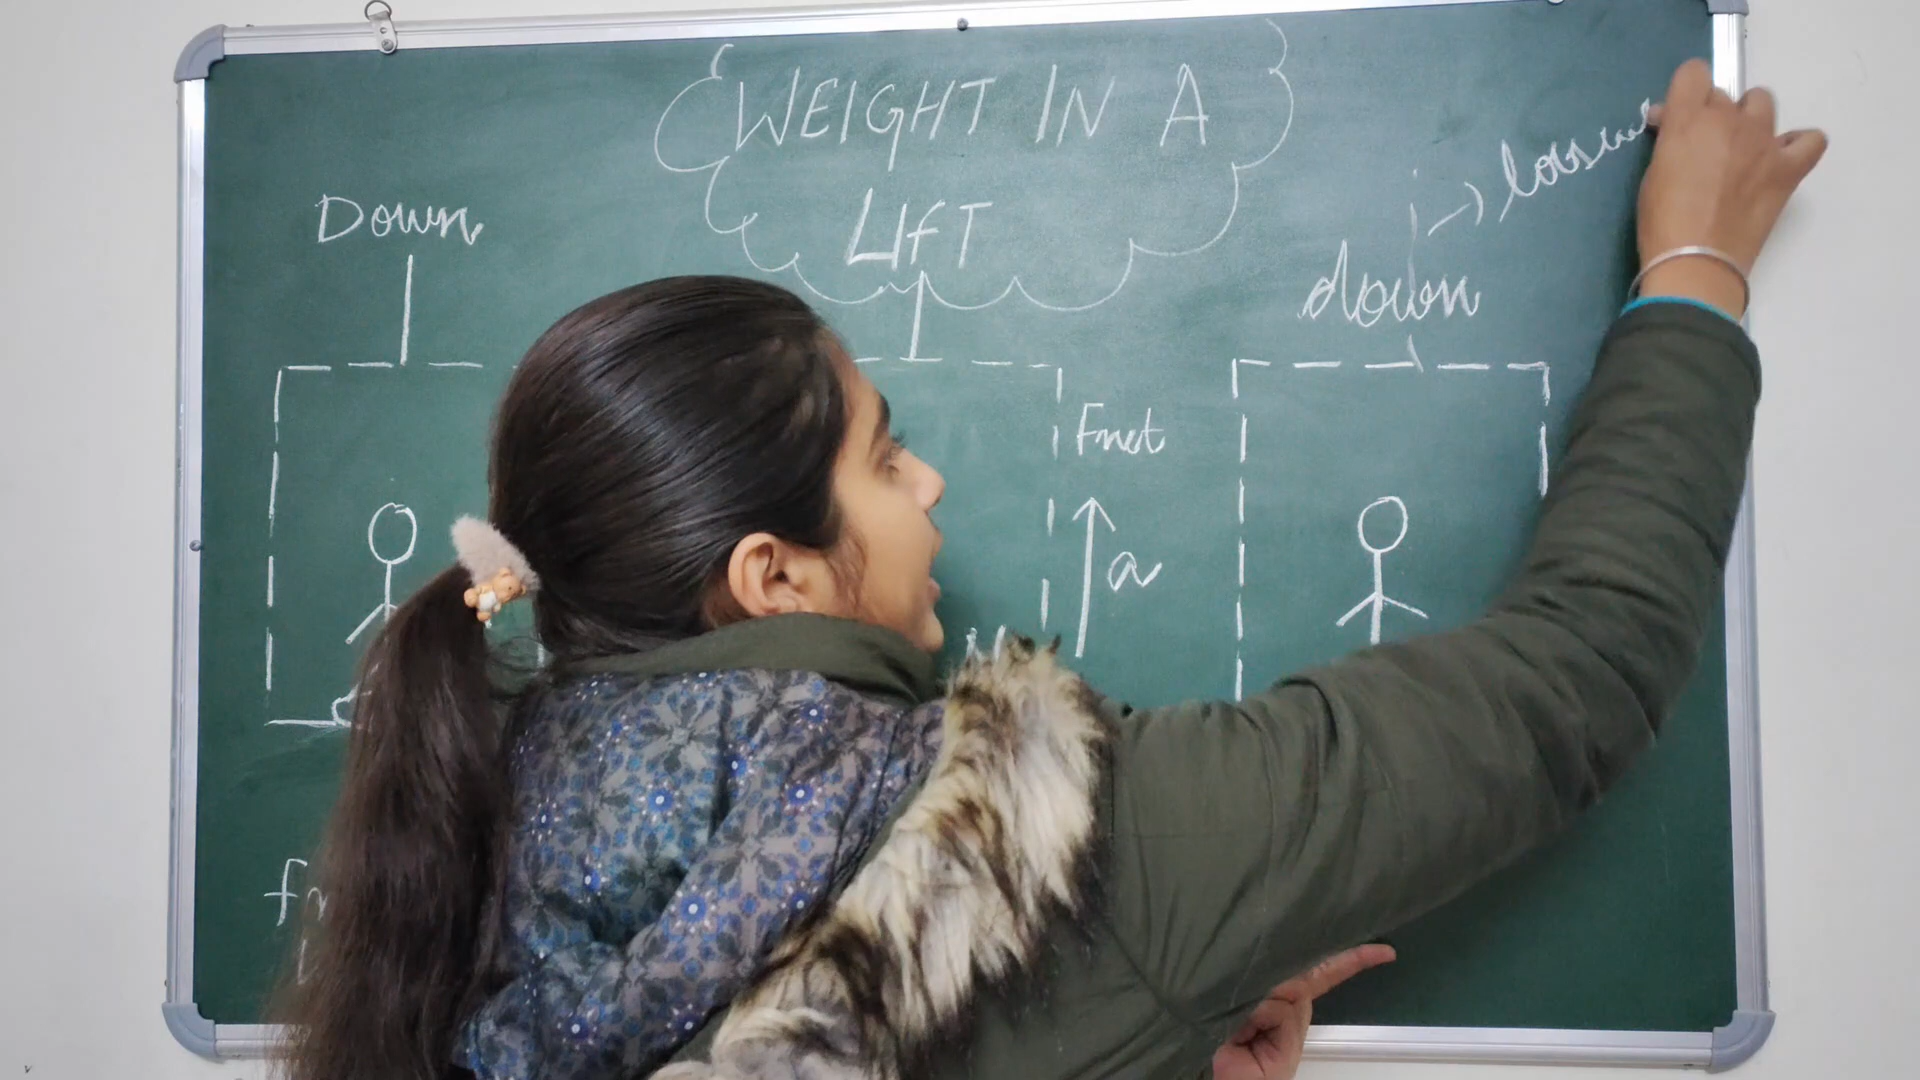 WEIGHT IN A
LIFT
Down
down
Fnet
a